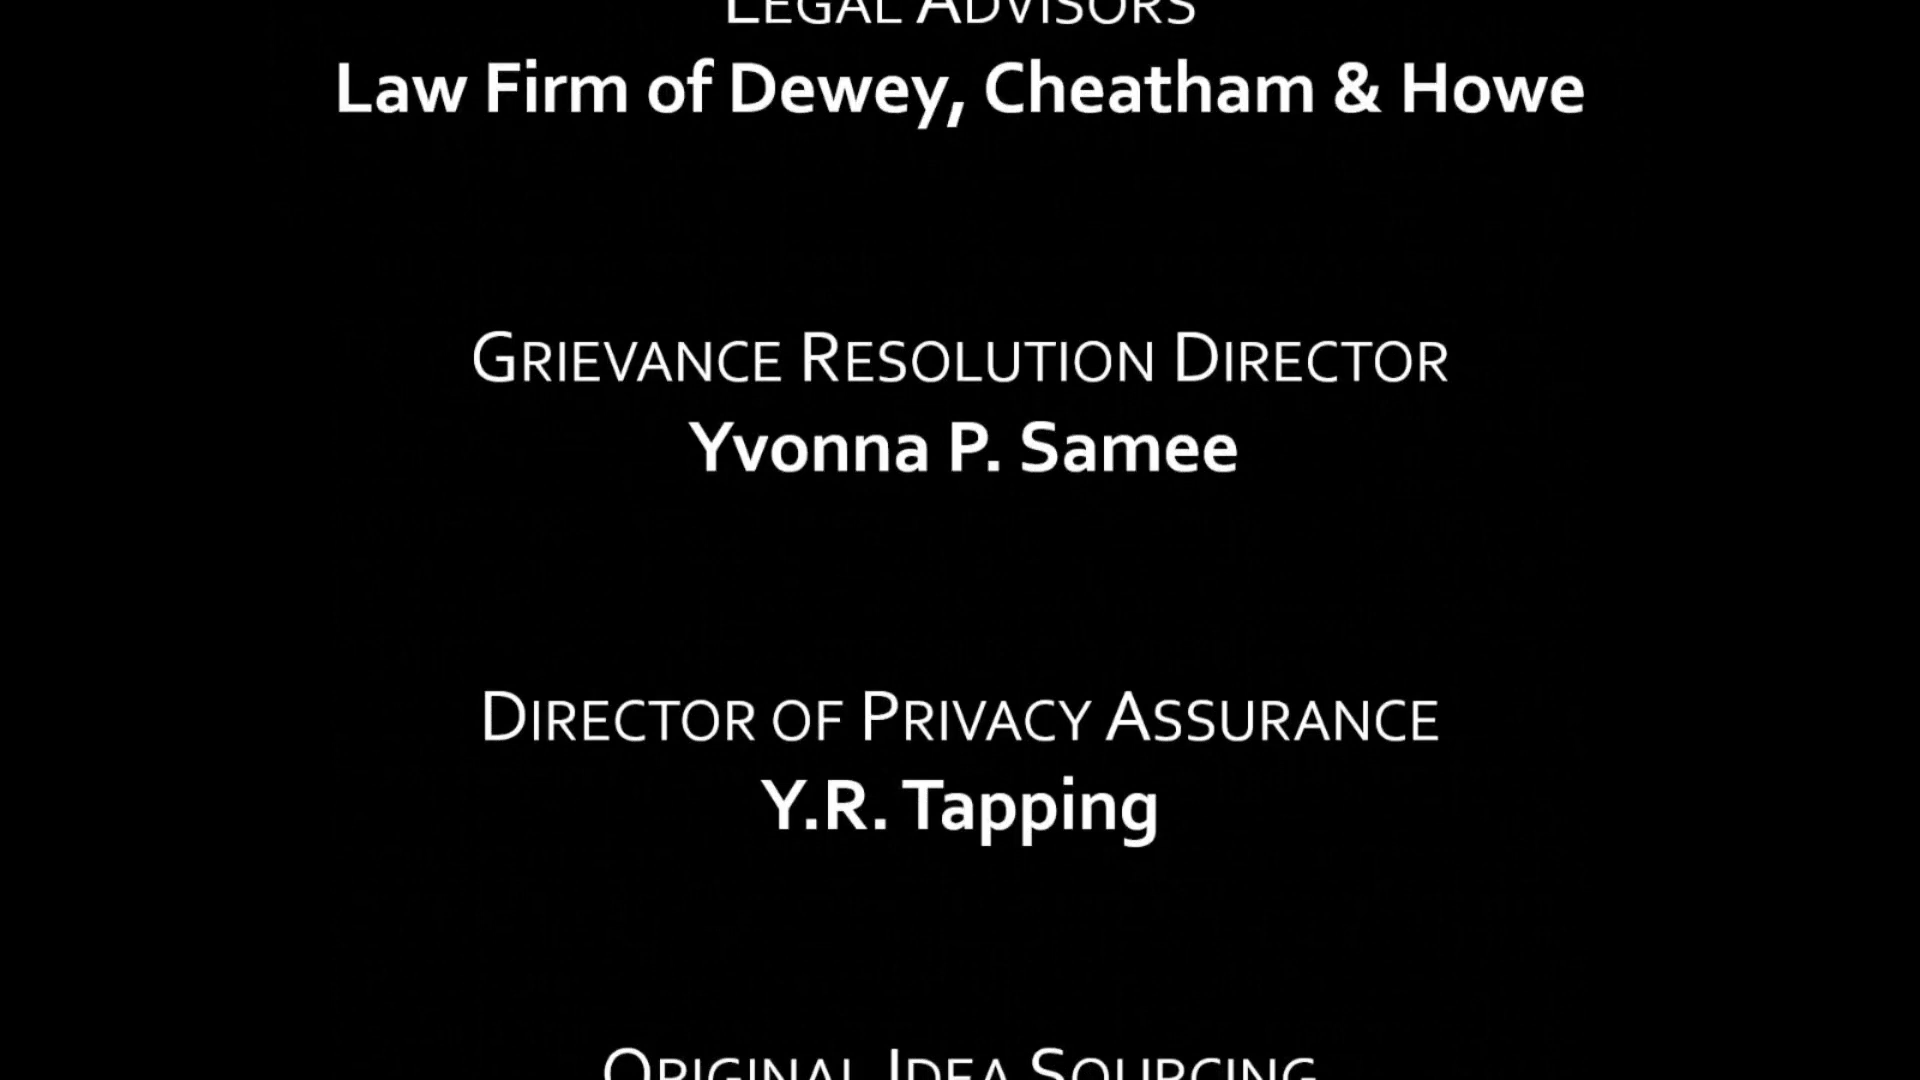 LEGAL ADVISORS
Law Firm of Dewey, Cheatham & Howe
GRIEVANCE RESOLUTION DIRECTOR
Yvonna P. Samee
DIRECTOR OF PRIVACY ASSURANCE
Y.R. Tapping
ORIGINAL IDEA SOURCING